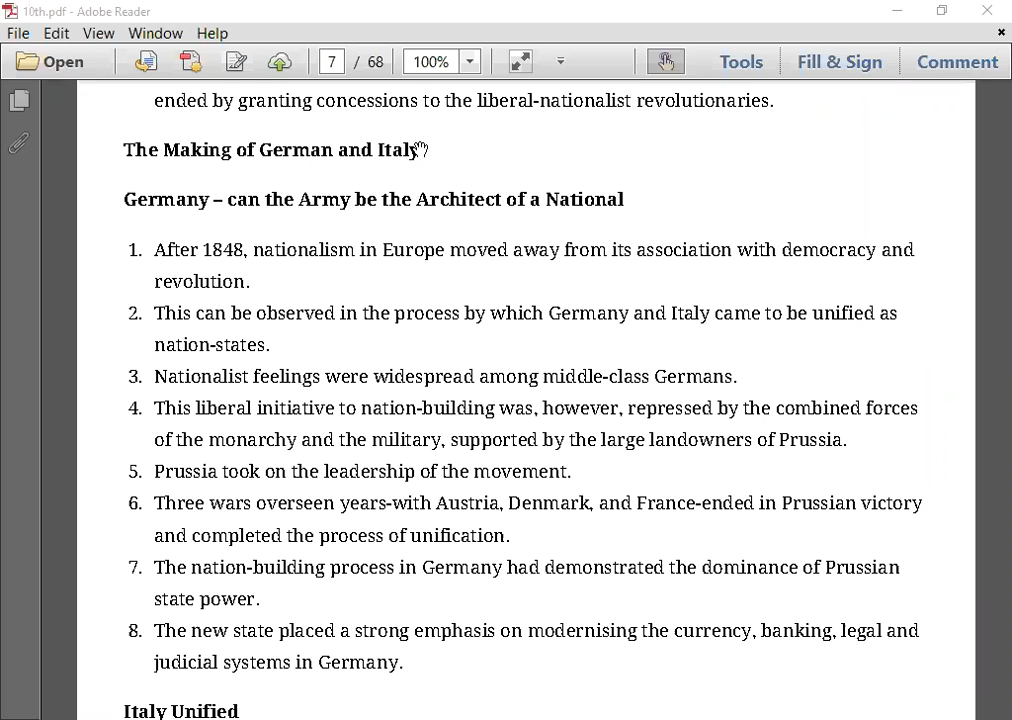 10th.pdf - Adobe Reader
File Edit View Window Help
Open 7 / 68 100% Tools Fill & Sign Comment
ended by granting concessions to the liberal-nationalist revolutionaries.
The Making of German and Italy
Germany – can the Army be the Architect of a National
1. After 1848, nationalism in Europe moved away from its association with democracy and
revolution.
2. This can be observed in the process by which Germany and Italy came to be unified as
nation-states.
3. Nationalist feelings were widespread among middle-class Germans.
4. This liberal initiative to nation-building was, however, repressed by the combined forces
of the monarchy and the military, supported by the large landowners of Prussia.
5. Prussia took on the leadership of the movement.
6. Three wars overseen years-with Austria, Denmark, and France-ended in Prussian victory
and completed the process of unification.
7. The nation-building process in Germany had demonstrated the dominance of Prussian
state power.
8. The new state placed a strong emphasis on modernising the currency, banking, legal and
judicial systems in Germany.
Italy Unified